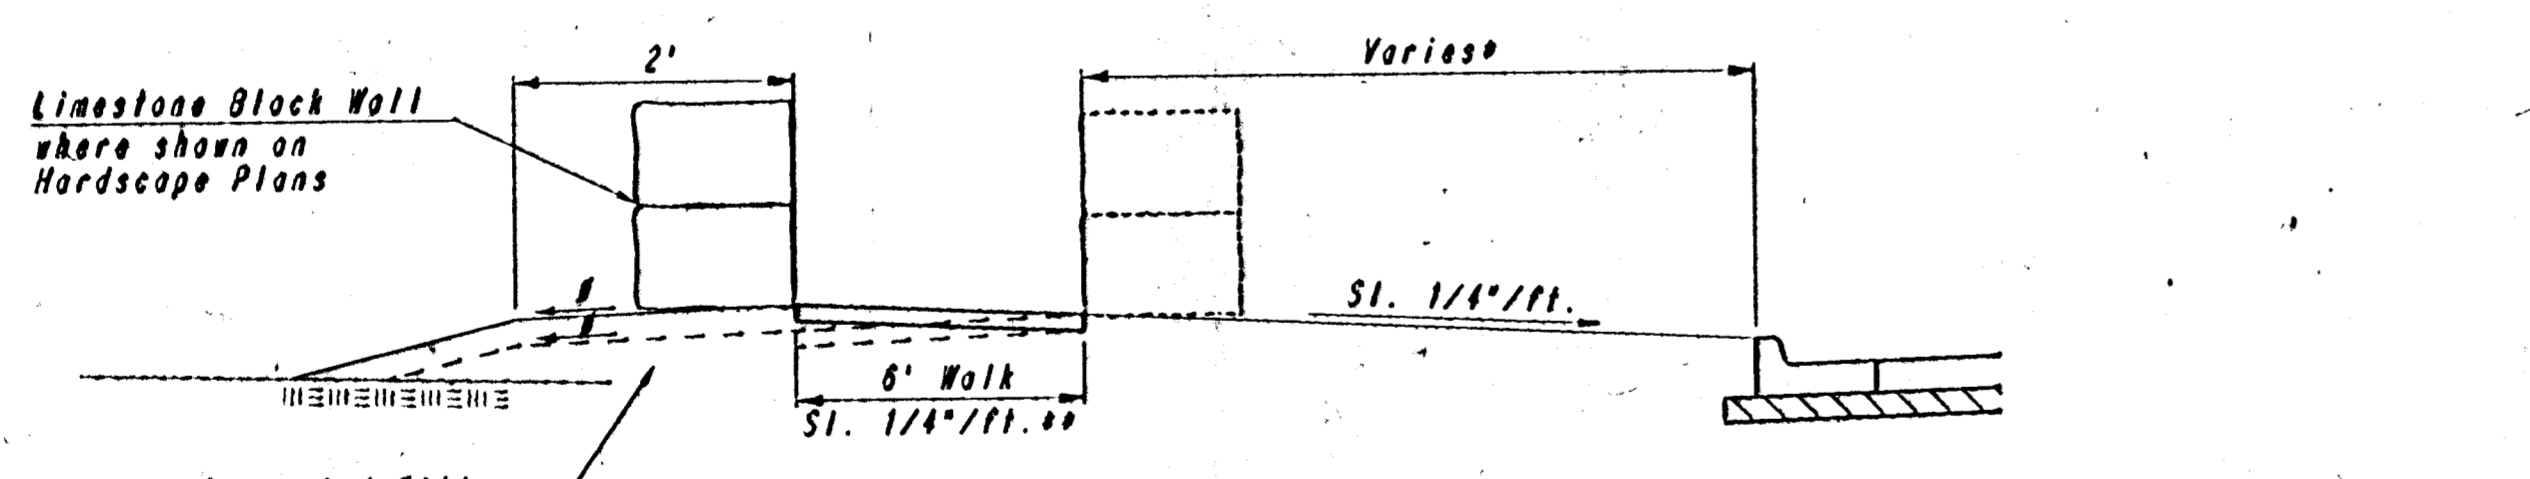 2'
Varies*
Limestone Block Wall
where shown on
Hardscape Plans
#
#
Sl. 1/4"/ft.
6' Walk
Sl. 1/4"/ft.**